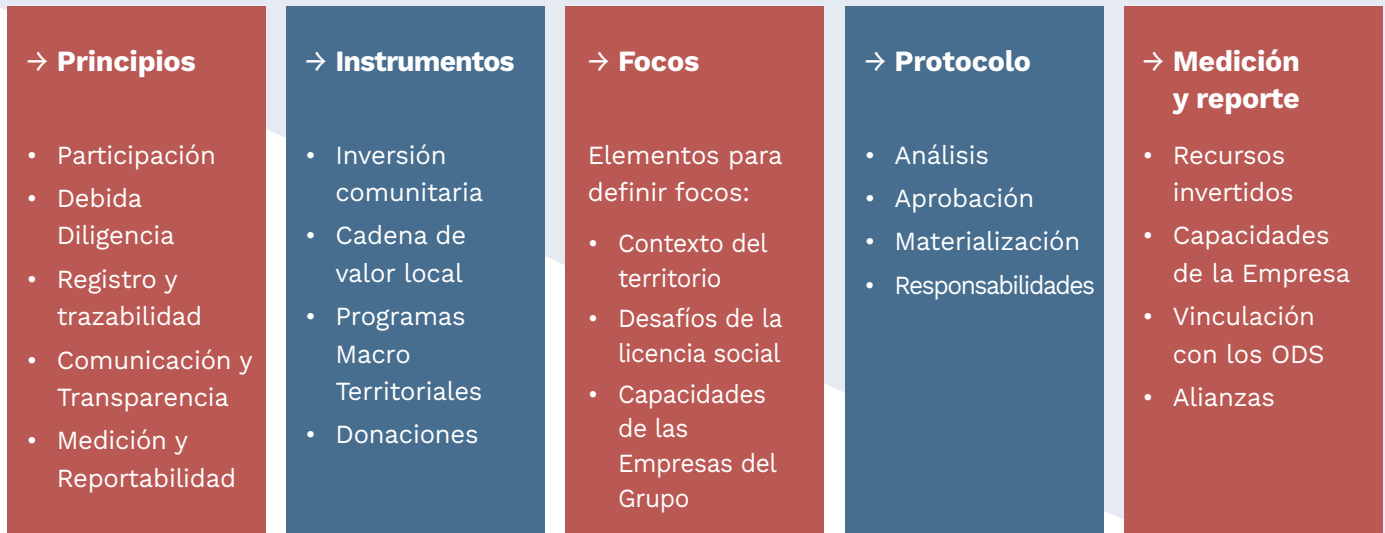 → Principios
• Participación
• Debida
Diligencia
• Registro y
trazabilidad
• Comunicación y
Transparencia
• Medición y
Reportabilidad
→ Instrumentos
• Inversión
comunitaria
• Cadena de
valor local
• Programas
Macro
Territoriales
• Donaciones
→ Focos
Elementos para
definir focos:
• Contexto del
territorio
• Desafíos de la
licencia social
• Capacidades
de las
Empresas del
Grupo
→ Protocolo
• Análisis
• Aprobación
• Materialización
• Responsabilidades
→ Medición
y reporte
• Recursos
invertidos
• Capacidades
de la Empresa
• Vinculación
con los ODS
• Alianzas